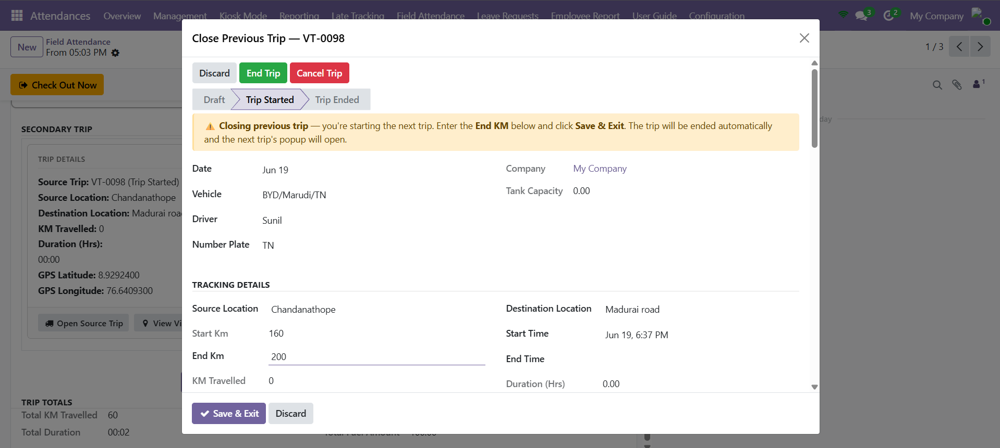 Attendances Overview Management Kiosk Mode Reporting Late Tracking Field Attendance Leave Requests Employee Report User Guide Configuration 3 2 My Company
New Field Attendance
From 05:03 PM
1 / 3
Check Out Now
1
SECONDARY TRIP
TRIP DETAILS
Source Trip: VT-0098 (Trip Started)
Source Location: Chandanathope
Destination Location: Madurai
KM Travelled: 0
Duration (Hrs):
00:00
GPS Latitude: 8.9292400
GPS Longitude: 76.6409300
Open Source Trip View
TRIP TOTALS
Total KM Travelled 60
Total Duration 00:02
Close Previous Trip — VT-0098
Discard End Trip Cancel Trip
Draft Trip Started Trip Ended
Closing previous trip — you're starting the next trip. Enter the End KM below and click Save & Exit. The trip will be ended automatically
and the next trip's popup will open.
Date Jun 19 Company My Company
Vehicle BYD/Marudi/TN Tank Capacity 0.00
Driver Sunil
Number Plate TN
TRACKING DETAILS
Source Location Chandanathope Destination Location Madurai road
Start Km 160 Start Time Jun 19, 6:37 PM
End Km 200 End Time
KM Travelled 0 Duration (Hrs) 0.00
Save & Exit Discard